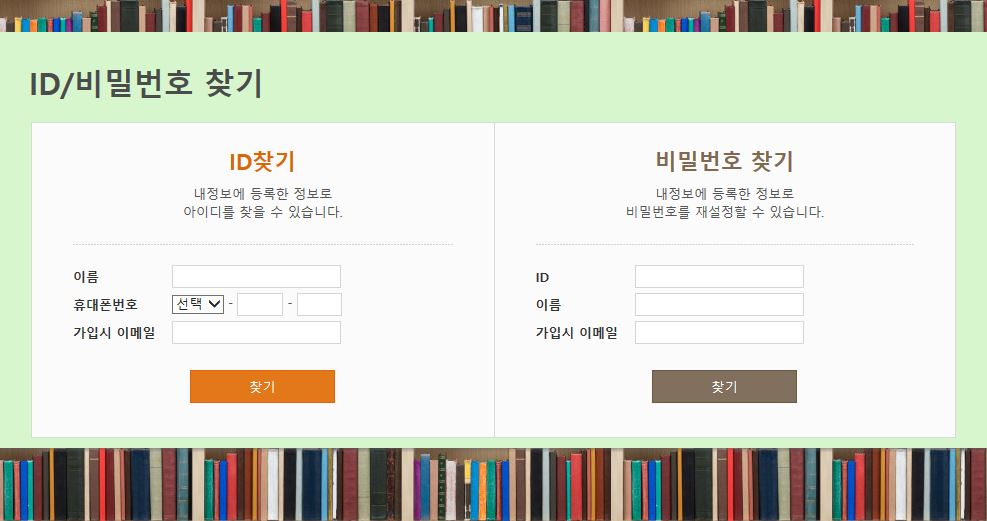 ID/비밀번호 찾기
ID찾기
내정보에 등록한 정보로
아이디를 찾을 수 있습니다.
이름
휴대폰번호 선택 - -
가입시 이메일
찾기
비밀번호 찾기
내정보에 등록한 정보로
비밀번호를 재설정할 수 있습니다.
ID
이름
가입시 이메일
찾기